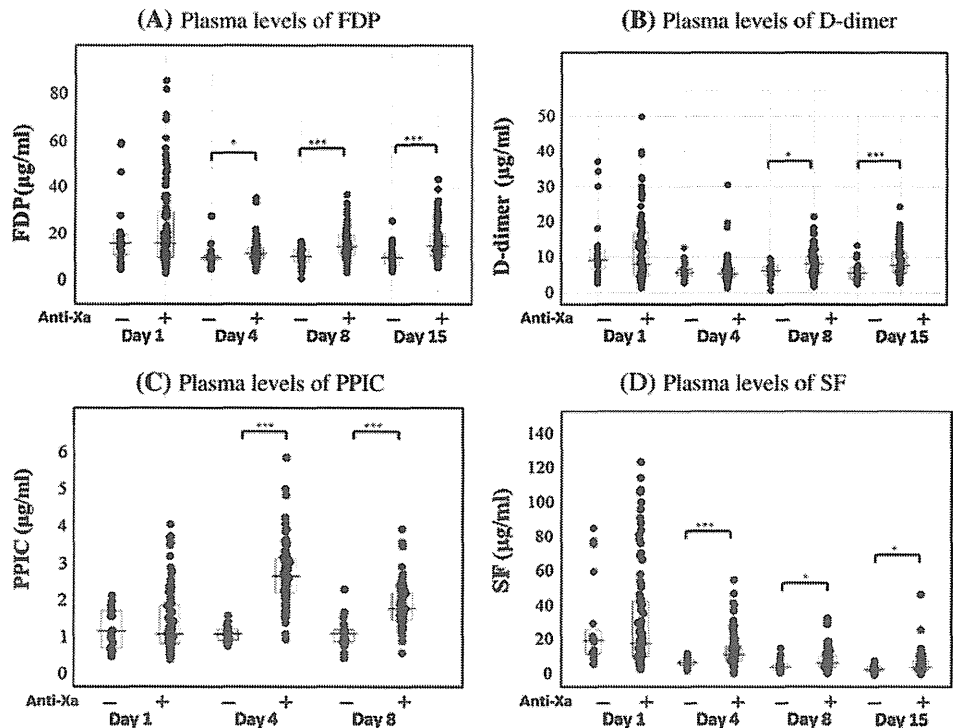 (A) Plasma levels of FDP
FDP(μg/ml)
80
60
40
20
0
* *** ***
Anti-Xa − + − + − + − +
Day 1 Day 4 Day 8 Day 15
(B) Plasma levels of D-dimer
D-dimer (μg/ml)
50
40
30
20
10
0
* ***
− + − + − + − +
Day 1 Day 4 Day 8 Day 15
(C) Plasma levels of PPIC
PPIC (μg/ml)
6
5
4
3
2
1
0
*** ***
Anti-Xa − + − + − +
Day 1 Day 4 Day 8
(D) Plasma levels of SF
SF (μg/ml)
140
120
100
80
60
40
20
0
*** * *
Anti-Xa − + − + − + − +
Day 1 Day 4 Day 8 Day 15